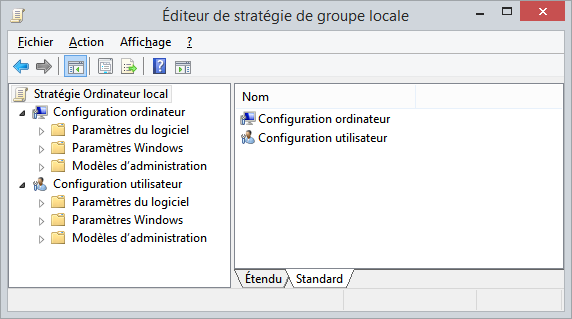 Éditeur de stratégie de groupe locale
Fichier Action Affichage ?
Stratégie Ordinateur local
Configuration ordinateur
Paramètres du logiciel
Paramètres Windows
Modèles d'administration
Configuration utilisateur
Paramètres du logiciel
Paramètres Windows
Modèles d'administration
Nom
Configuration ordinateur
Configuration utilisateur
Étendu Standard